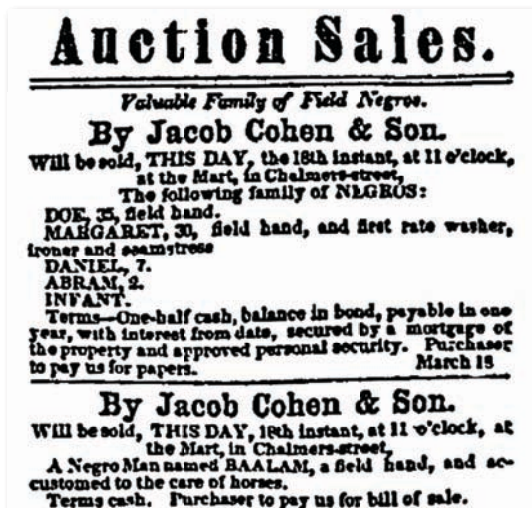 Auction Sales.
Valuable Family of Field Negros.
By Jacob Cohen & Son.
Will be sold, THIS DAY, the 18th instant, at 11 o'clock,
at the Mart, in Chalmers-street,
The following family of NEGROS:
DOE, 35, field hand.
MARGARET, 30, field hand, and first rate washer,
ironer and seamstress
DANIEL, 7.
ABRAM, 2.
INFANT.
Terms—One-half cash, balance in bond, payable in one
year, with interest from date, secured by a mortgage of
the property and approved personal security. Purchaser
to pay us for papers. March 18
By Jacob Cohen & Son.
Will be sold, THIS DAY, 18th instant, at 11 o'clock, at
the Mart, in Chalmers-street,
A Negro Man named BAALAM, a field hand, and ac-
customed to the care of horses.
Terms cash. Purchaser to pay us for bill of sale.